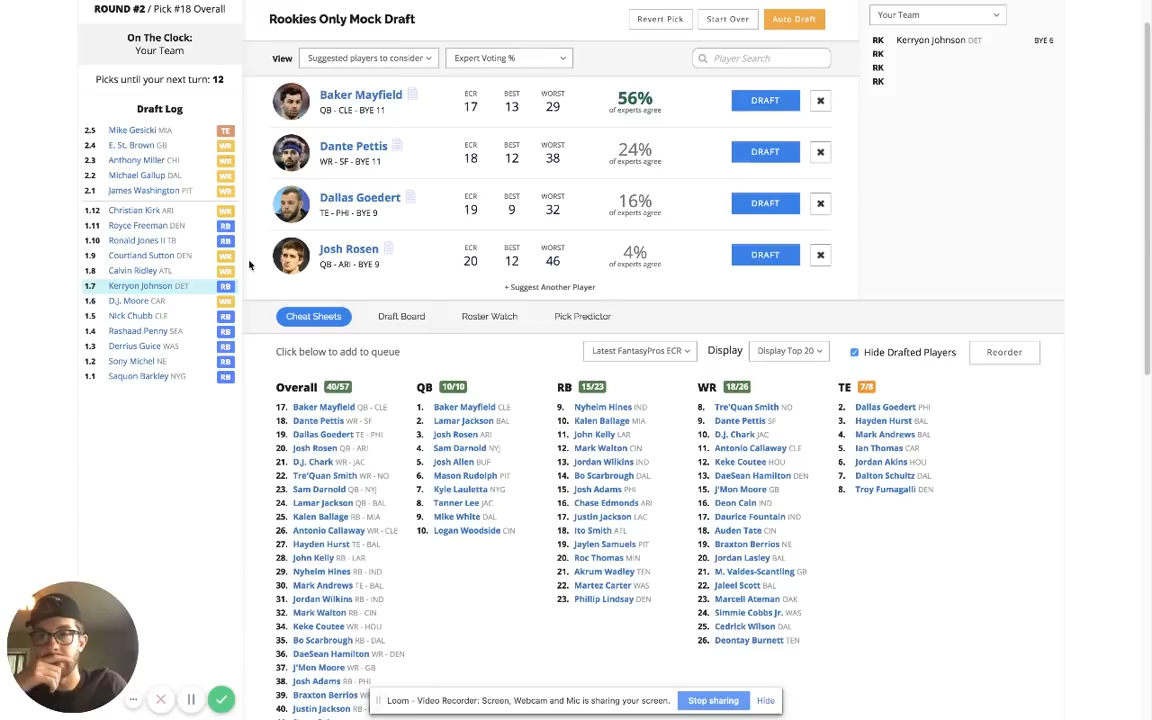 ROUND #2 / Pick #18 Overall
On The Clock:
Your Team
Picks until your next turn: 12
Draft Log
2.5 Mike Gesicki MIA TE
2.4 E. St. Brown GB WR
2.3 Anthony Miller CHI WR
2.2 Michael Gallup DAL WR
2.1 James Washington PIT WR
1.12 Christian Kirk ARI WR
1.11 Royce Freeman DEN RB
1.10 Ronald Jones II TB RB
1.9 Courtland Sutton DEN WR
1.8 Calvin Ridley ATL WR
1.7 Kerryon Johnson DET RB
1.6 D.J. Moore CAR WR
1.5 Nick Chubb CLE RB
1.4 Rashaad Penny SEA RB
1.3 Derrius Guice WAS RB
1.2 Sony Michel NE RB
1.1 Saquon Barkley NYG RB
Rookies Only Mock Draft
Revert Pick Start Over Auto Draft
View Suggested players to consider Expert Voting % Player Search
Baker Mayfield ECR BEST WORST 56%
QB - CLE - BYE 11 17 13 29 of experts agree DRAFT
Dante Pettis ECR BEST WORST 24%
WR - SF - BYE 11 18 12 38 of experts agree DRAFT
Dallas Goedert ECR BEST WORST 16%
TE - PHI - BYE 9 19 9 32 of experts agree DRAFT
Josh Rosen ECR BEST WORST 4%
QB - ARI - BYE 9 20 12 46 of experts agree DRAFT
+ Suggest Another Player
Your Team
RK Kerryon Johnson DET BYE 6
RK
RK
RK
Cheat Sheets Draft Board Roster Watch Pick Predictor
Click below to add to queue Latest FantasyPros ECR Display Display Top 20 Hide Drafted Players Reorder
Overall 40/57
17. Baker Mayfield QB - CLE
18. Dante Pettis WR - SF
19. Dallas Goedert TE - PHI
20. Josh Rosen QB - ARI
21. D.J. Chark WR - JAC
22. Tre'Quan Smith WR - NO
23. Sam Darnold QB - NYJ
24. Lamar Jackson QB - BAL
25. Kalen Ballage RB - MIA
26. Antonio Callaway WR - CLE
27. Hayden Hurst TE - BAL
28. John Kelly RB - LAR
29. Nyheim Hines RB - IND
30. Mark Andrews TE - BAL
31. Jordan Wilkins RB - IND
32. Mark Walton RB - CIN
34. Keke Coutee WR - HOU
35. Bo Scarbrough RB - DAL
36. DaeSean Hamilton WR - DEN
37. J'Mon Moore WR - GB
38. Josh Adams RB - PHI
39. Braxton Berrios
40. Justin Jackson RB -
QB 10/10
1. Baker Mayfield CLE
2. Lamar Jackson BAL
3. Josh Rosen ARI
4. Sam Darnold NYJ
5. Josh Allen BUF
6. Mason Rudolph PIT
7. Kyle Lauletta NYG
8. Tanner Lee JAC
9. Mike White DAL
10. Logan Woodside CIN
RB 15/23
9. Nyheim Hines IND
10. Kalen Ballage MIA
11. John Kelly LAR
12. Mark Walton CIN
13. Jordan Wilkins IND
14. Bo Scarbrough DAL
15. Josh Adams PHI
16. Chase Edmonds ARI
17. Justin Jackson LAC
18. Ito Smith ATL
19. Jaylen Samuels PIT
20. Roc Thomas MIN
21. Akrum Wadley TEN
22. Martez Carter WAS
23. Phillip Lindsay DEN
WR 18/26
8. Tre'Quan Smith NO
9. Dante Pettis SF
10. D.J. Chark JAC
11. Antonio Callaway CLE
12. Keke Coutee HOU
13. DaeSean Hamilton DEN
15. J'Mon Moore GB
16. Deon Cain IND
17. Daurice Fountain IND
18. Auden Tate CIN
19. Braxton Berrios NE
20. Jordan Lasley BAL
21. M. Valdes-Scantling GB
22. Jaleel Scott BAL
23. Marcell Ateman OAK
24. Simmie Cobbs Jr. WAS
25. Cedrick Wilson DAL
26. Deontay Burnett TEN
TE 7/8
2. Dallas Goedert PHI
3. Hayden Hurst BAL
4. Mark Andrews BAL
5. Ian Thomas CAR
6. Jordan Akins HOU
7. Dalton Schultz DAL
8. Troy Fumagalli DEN
Loom - Video Recorder: Screen, Webcam and Mic is sharing your screen. Stop sharing Hide